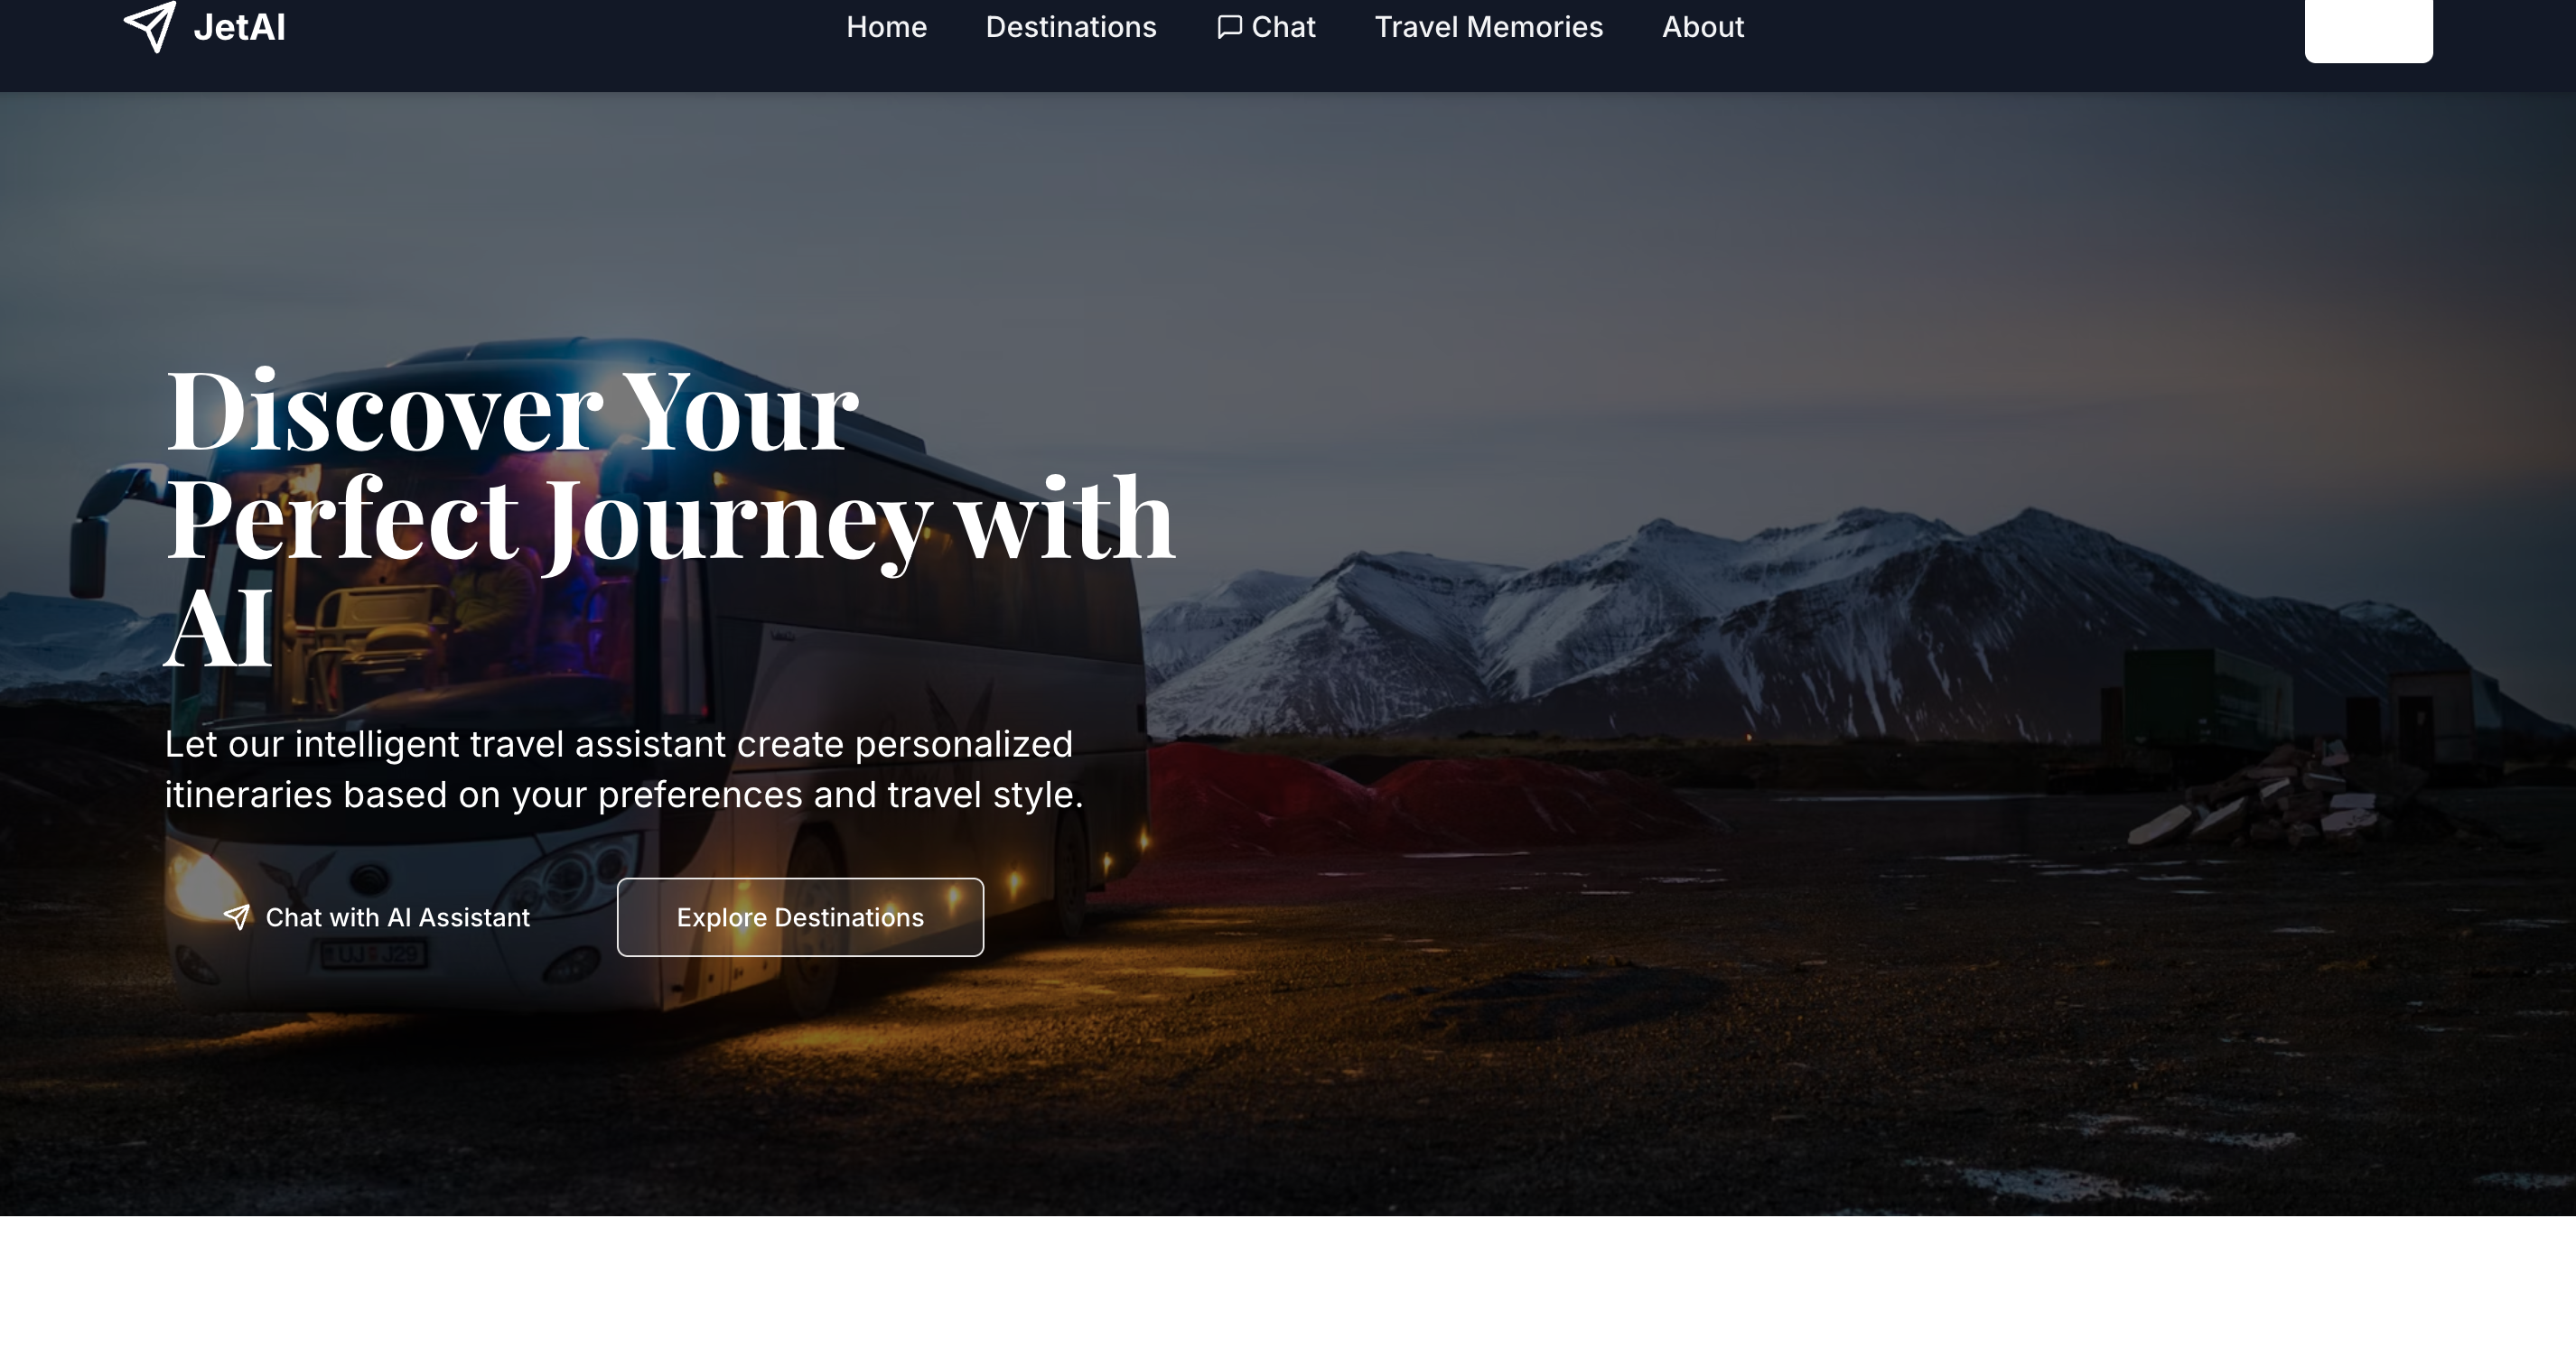 JetAI
Home
Destinations
Chat
Travel Memories
About
Discover Your
Perfect Journey with
AI
Let our intelligent travel assistant create personalized
itineraries based on your preferences and travel style.
Chat with AI Assistant
Explore Destinations